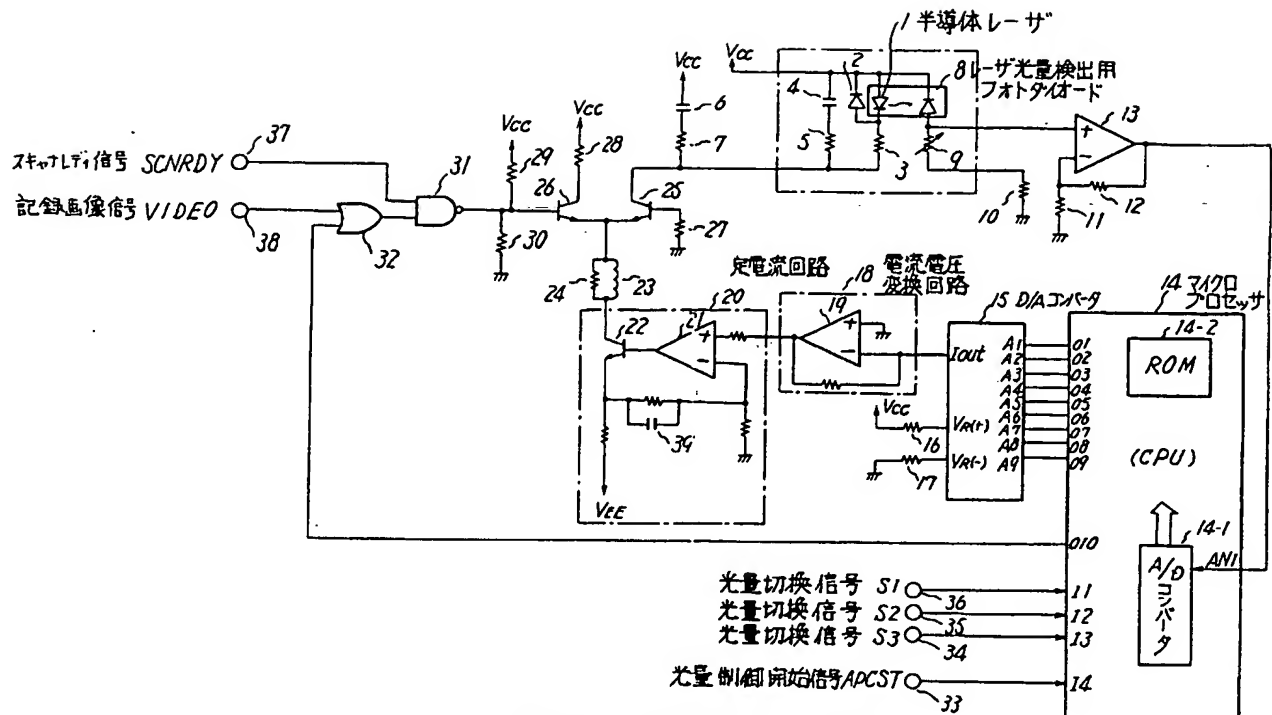 1 半導体レーザ
8 レーザ光量検出用
フォトダイオード
Vcc
Vcc
Vcc
Vcc
2
4
5
3
9
10
6
7
13
12
11
37
スキャナレディ信号 SCNRDY
記録画像信号 VIDEO
38
31
32
29
30
28
26
25
27
24
23
定電流回路
20
21
22
39
VEE
18 電流電圧
変換回路
19
15 D/Aコンバータ
Iout
Vcc
VR(+)
VR(-)
16
17
A1
A2
A3
A4
A5
A6
A7
A8
A9
14 マイクロ
プロセッサ
14-2
ROM
01
02
03
04
05
06
07
08
09
(CPU)
010
14-1
A/D
コンバータ
AN1
光量切換信号 S1
36
I1
光量切換信号 S2
35
I2
光量切換信号 S3
34
I3
光量制御開始信号 APCST
33
I4